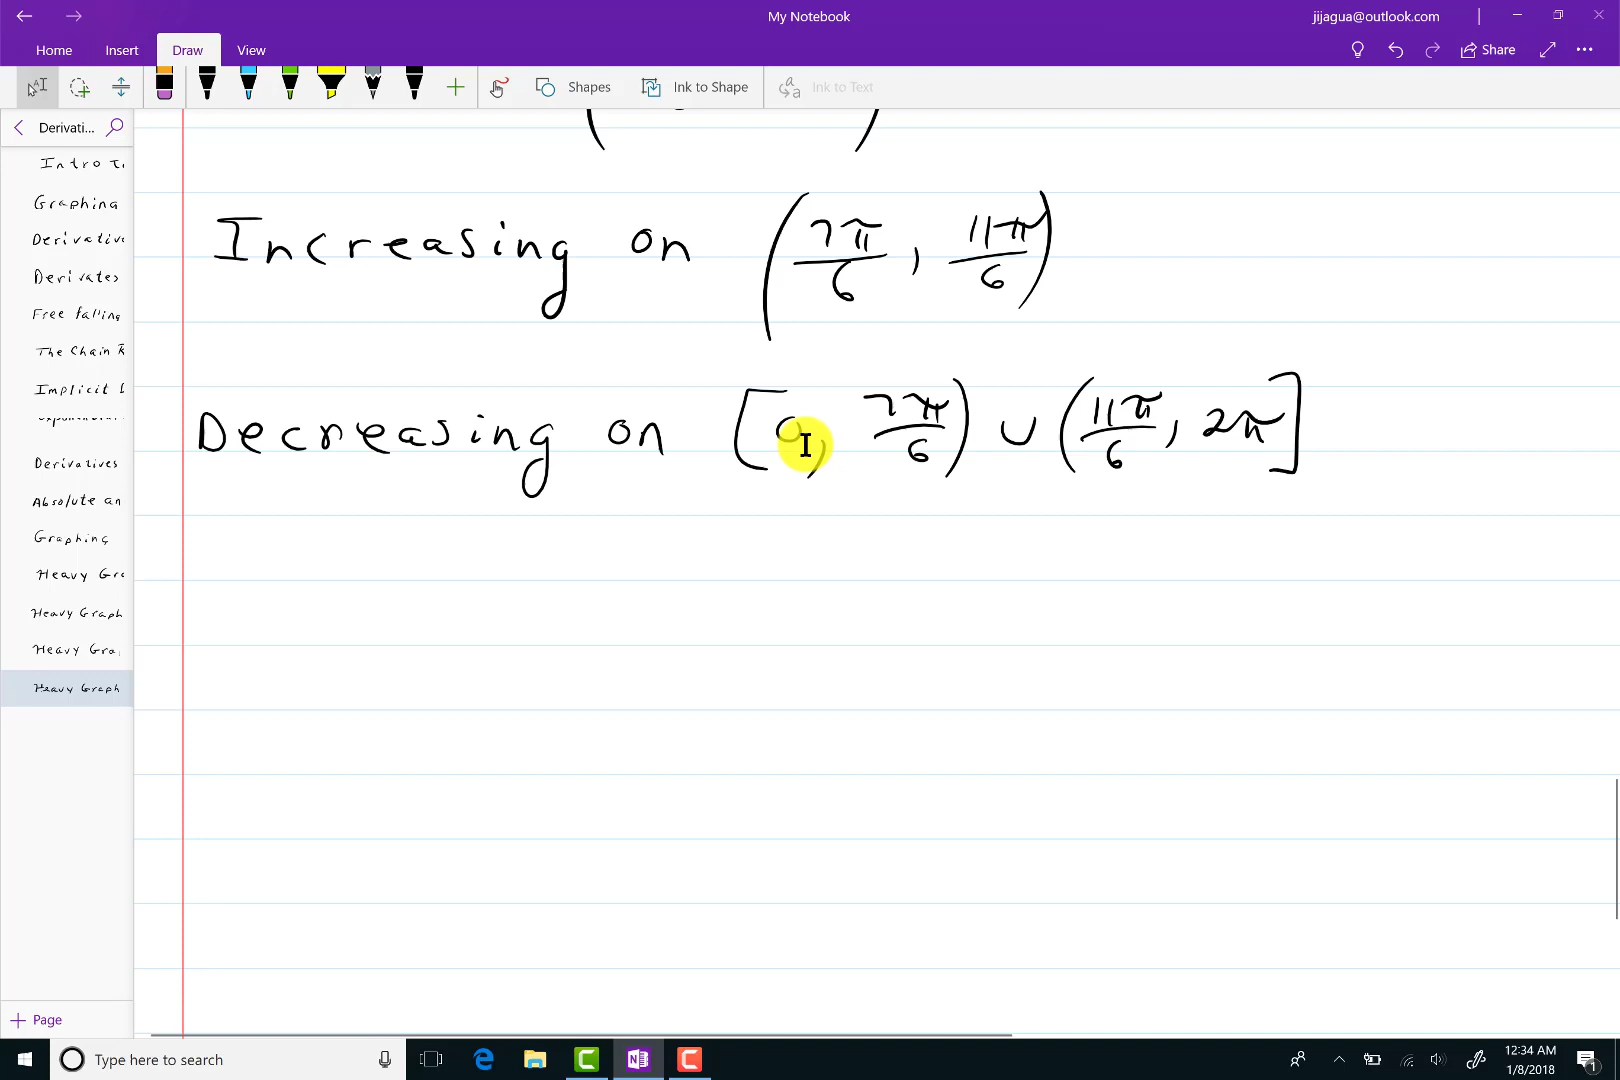 My Notebook
jijagua@outlook.com
Home
Insert
Draw
View
Share
Shapes
Ink to Shape
Ink to Text
Derivati...
Intro
Graphing
Derivative
Derivates
Free falling
The Chain R
Implicit D
Derivatives
Absolute an
Graphing
Heavy Gra
Heavy Graph
Heavy Gra
Heavy Graph
Increasing on (7π/6, 11π/6)
Decreasing on [0, 7π/6) ∪ (11π/6, 2π]
+ Page
Type here to search
12:34 AM
1/8/2018
1